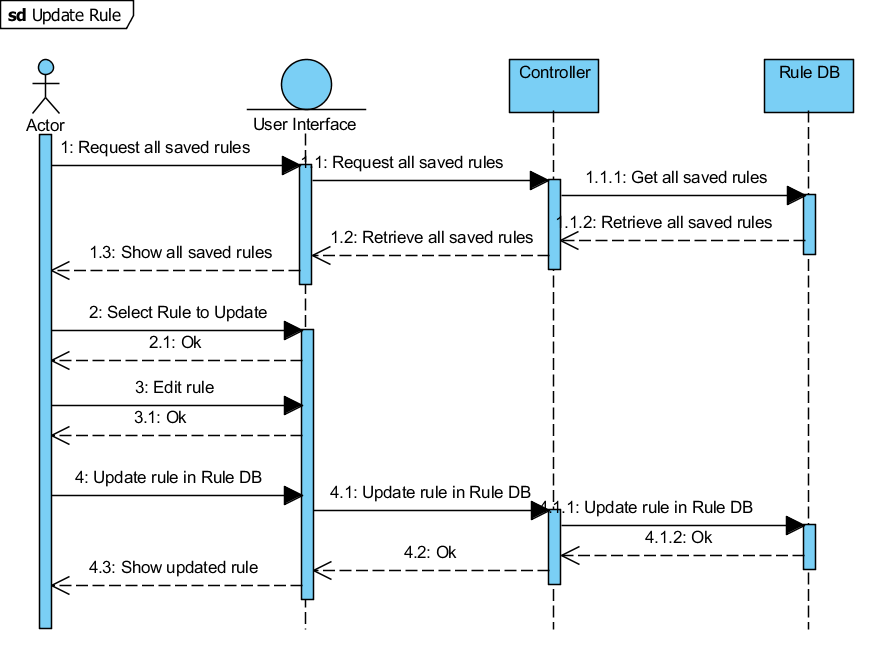 sd Update Rule
Actor
User Interface
Controller
Rule DB
1: Request all saved rules
1.1: Request all saved rules
1.1.1: Get all saved rules
1.1.2: Retrieve all saved rules
1.2: Retrieve all saved rules
1.3: Show all saved rules
2: Select Rule to Update
2.1: Ok
3: Edit rule
3.1: Ok
4: Update rule in Rule DB
4.1: Update rule in Rule DB
4.1.1: Update rule in Rule DB
4.1.2: Ok
4.2: Ok
4.3: Show updated rule